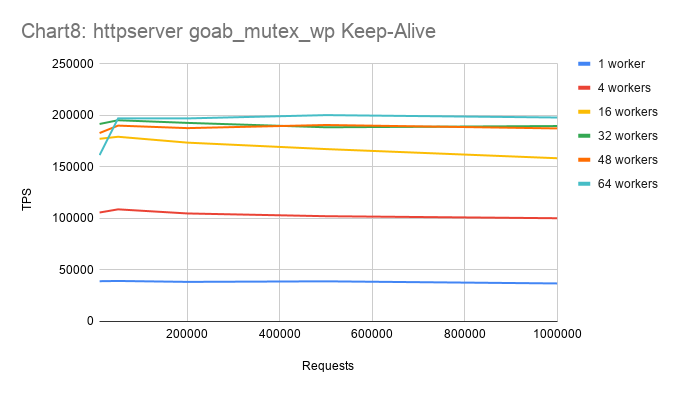 Chart8: httpserver goab_mutex_wp Keep-Alive
250000
200000
150000
100000
50000
0
TPS
200000
400000
600000
800000
1000000
Requests
1 worker
4 workers
16 workers
32 workers
48 workers
64 workers